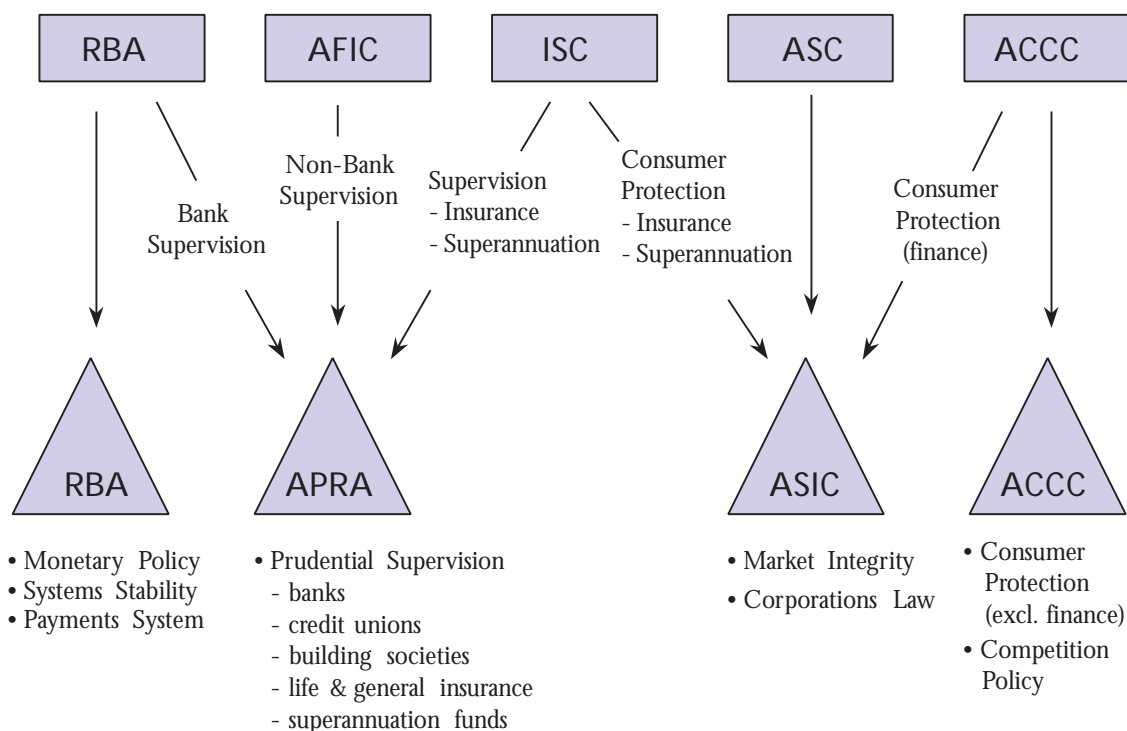 RBA
AFIC
ISC
ASC
ACCC
Bank
Supervision
Non-Bank
Supervision
Supervision
- Insurance
- Superannuation
Consumer
Protection
- Insurance
- Superannuation
Consumer
Protection
(finance)
RBA
APRA
ASIC
ACCC
• Monetary Policy
• Systems Stability
• Payments System
• Prudential Supervision
- banks
- credit unions
- building societies
- life & general insurance
- superannuation funds
• Market Integrity
• Corporations Law
• Consumer
Protection
(excl. finance)
• Competition
Policy